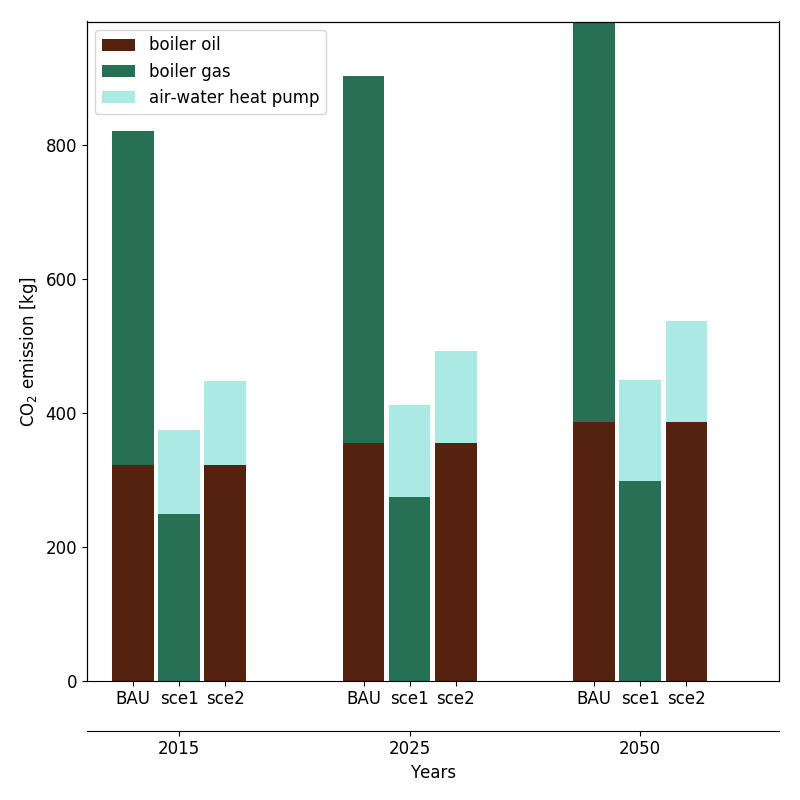 boiler oil
boiler gas
air-water heat pump
CO₂ emission [kg]
800
600
400
200
0
BAU sce1 sce2 BAU sce1 sce2 BAU sce1 sce2
2015 2025 2050
Years